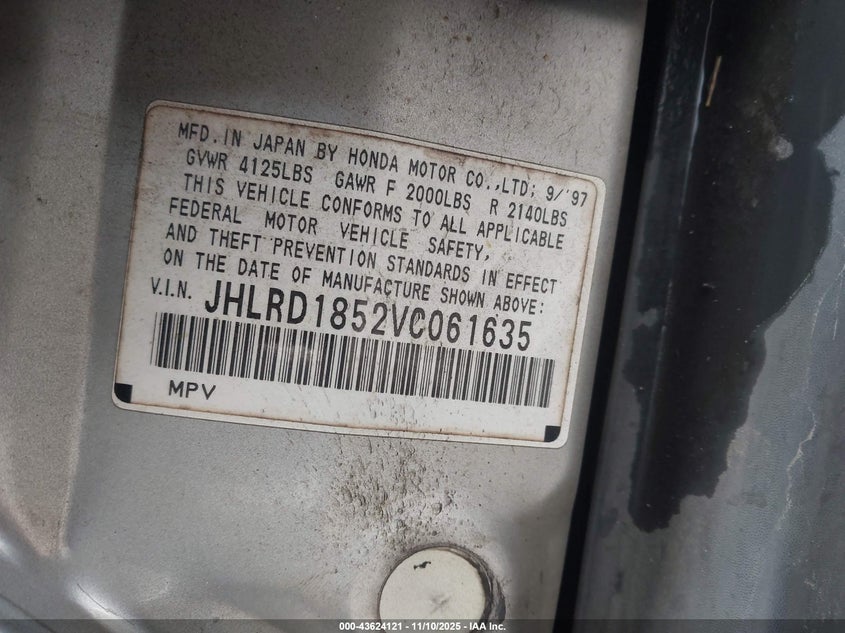 MFD. IN JAPAN BY HONDA MOTOR CO.,LTD; 9/'97
GVWR 4125LBS GAWR F 2000LBS R 2140LBS
THIS VEHICLE CONFORMS TO ALL APPLICABLE
FEDERAL MOTOR VEHICLE SAFETY,
AND THEFT PREVENTION STANDARDS IN EFFECT
ON THE DATE OF MANUFACTURE SHOWN ABOVE:
V.I.N. JHLRD1852VC061635
MPV
000-43624121 - 11/10/2025 - IAA Inc.